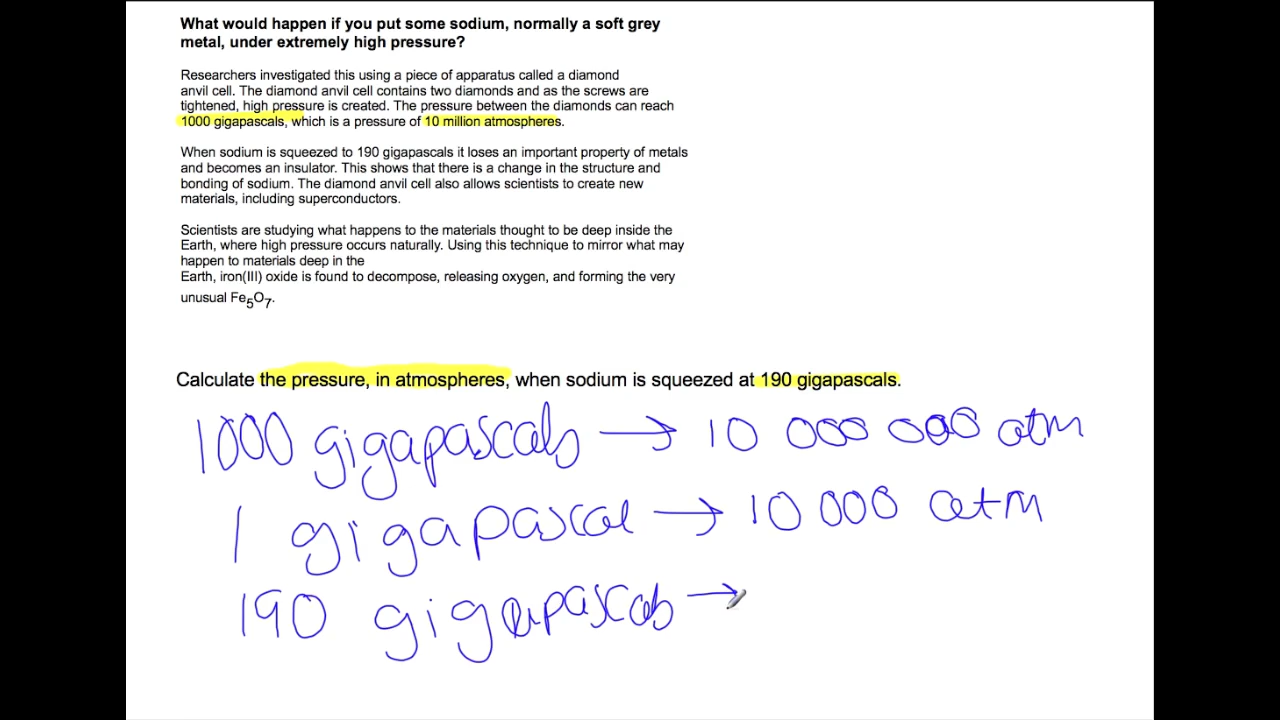 What would happen if you put some sodium, normally a soft grey
metal, under extremely high pressure?
Researchers investigated this using a piece of apparatus called a diamond
anvil cell. The diamond anvil cell contains two diamonds and as the screws are
tightened, high pressure is created. The pressure between the diamonds can reach
1000 gigapascals, which is a pressure of 10 million atmospheres.
When sodium is squeezed to 190 gigapascals it loses an important property of metals
and becomes an insulator. This shows that there is a change in the structure and
bonding of sodium. The diamond anvil cell also allows scientists to create new
materials, including superconductors.
Scientists are studying what happens to the materials thought to be deep inside the
Earth, where high pressure occurs naturally. Using this technique to mirror what may
happen to materials deep in the
Earth, iron(III) oxide is found to decompose, releasing oxygen, and forming the very
unusual Fe₅O₇.
Calculate the pressure, in atmospheres, when sodium is squeezed at 190 gigapascals.
1000 gigapascals → 10 000 000 atm
1 gigapascal → 10 000 atm
190 gigapascals →